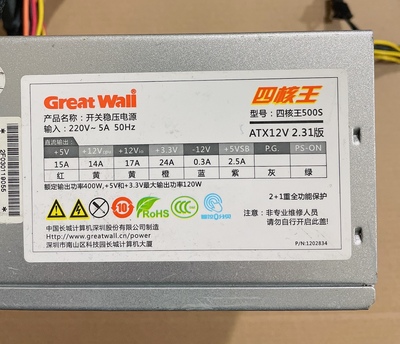 Great Wall
四核王
产品名称：开关稳压电源
型号：四核王500S
输入：220V~ 5A 50Hz
ATX12V 2.31版
直流输出
+5V +12V +12V +3.3V -12V +5VSB P.G. PS-ON
15A 14A 17A 24A 0.3A 2.5A
红 黄 黄 橙 蓝 紫 灰 绿
额定输出功率400W,+5V和+3.3V最大输出功率120W
2+1重全功能保护
10
RoHS
中国长城计算机深圳股份有限公司
http://www.greatwall.cn/power
深圳市南山区科技园长城计算机大厦
注意：非专业维修人员
请勿自行开启此盖!
P/N:1202834